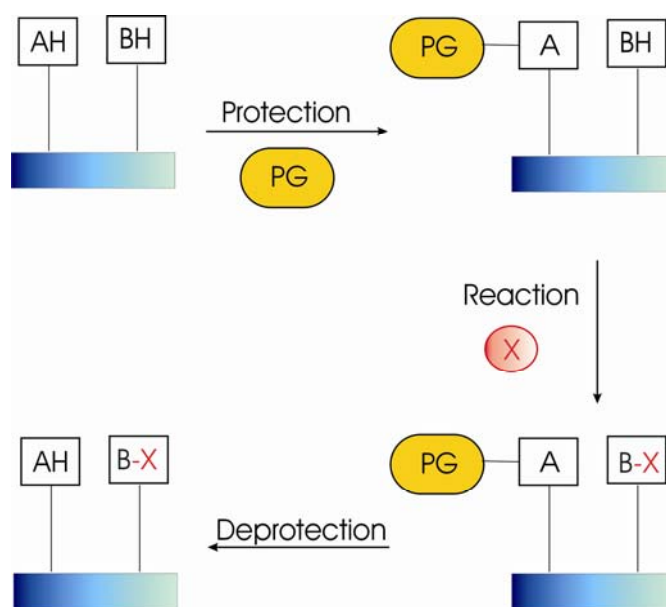 AH BH
PG A BH
Protection
PG
Reaction
X
AH B-X
PG A B-X
Deprotection